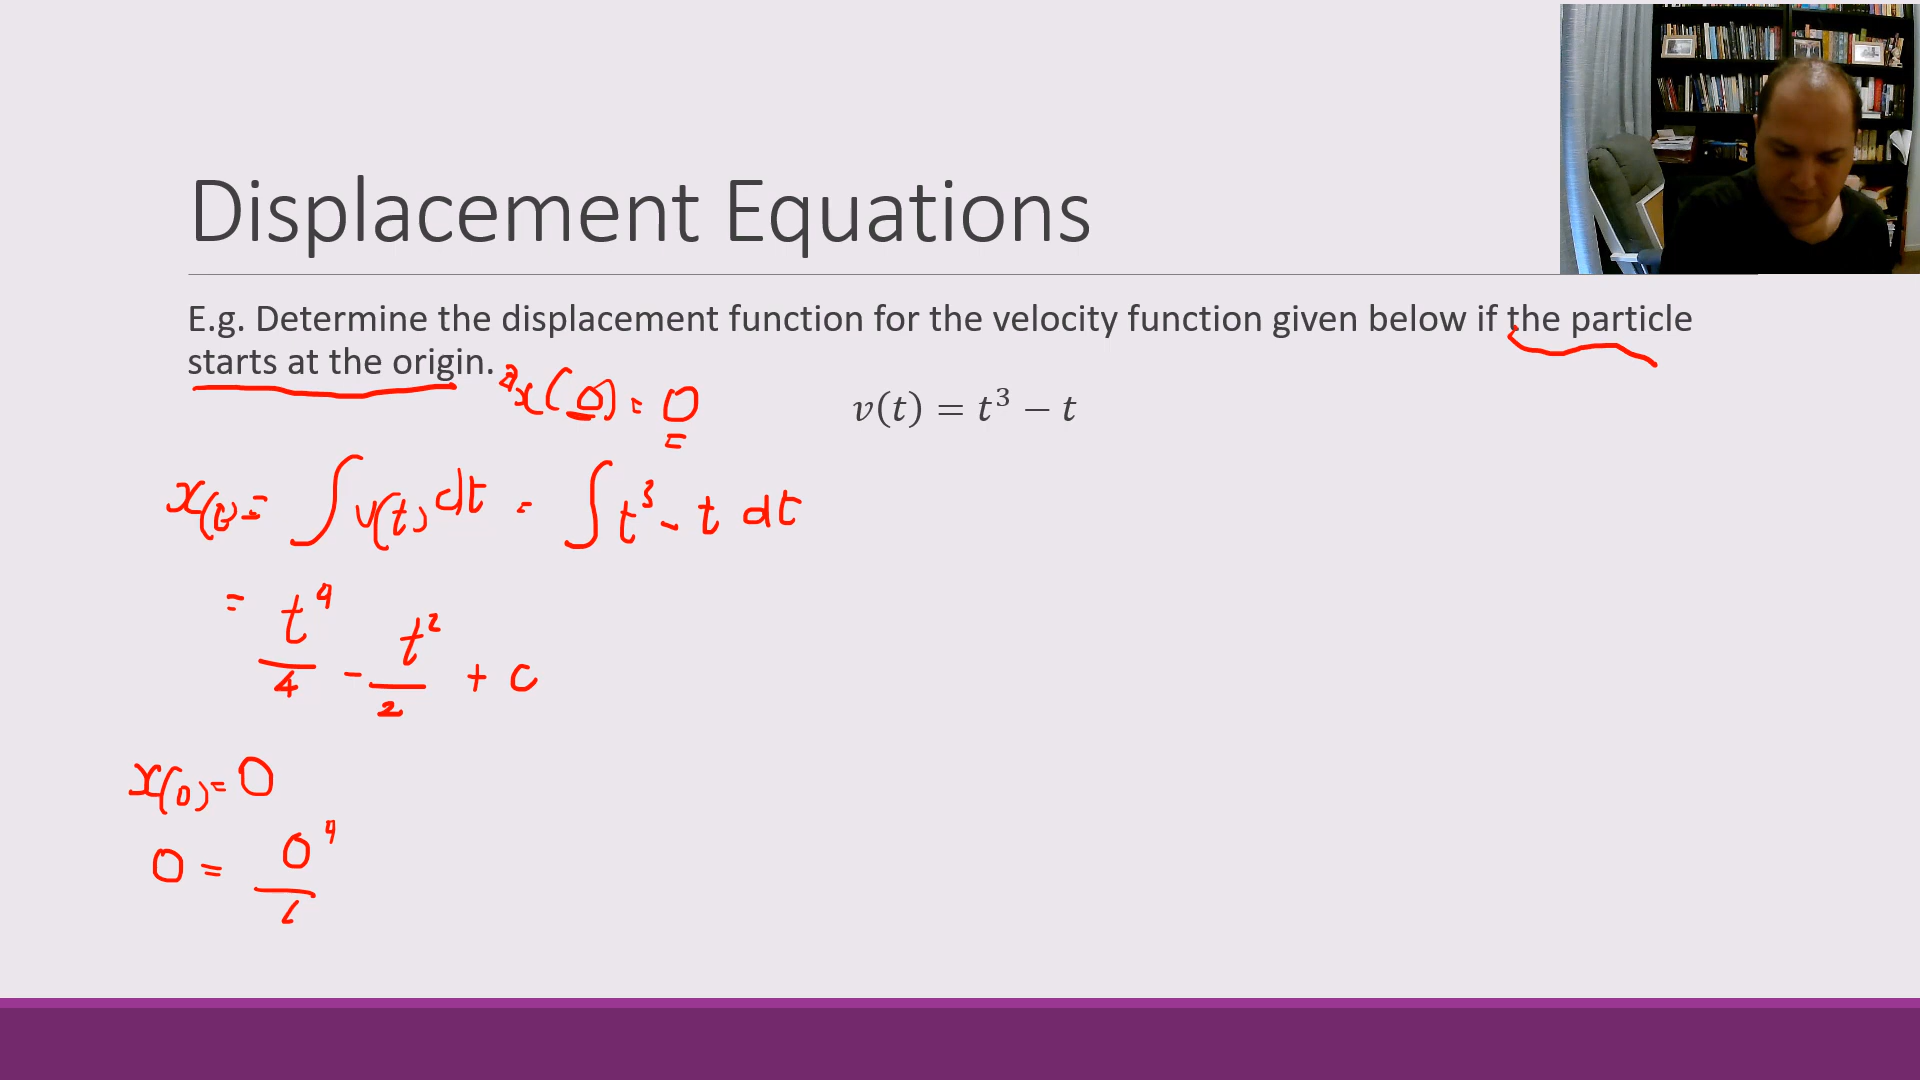 Displacement Equations
E.g. Determine the displacement function for the velocity function given below if the particle
starts at the origin.
x(0) = 0
v(t) = t³ − t
x(t) = ∫ v(t) dt = ∫ t³ - t dt
= t⁴/4 - t²/2 + c
x(0) = 0
0 = 0⁴/